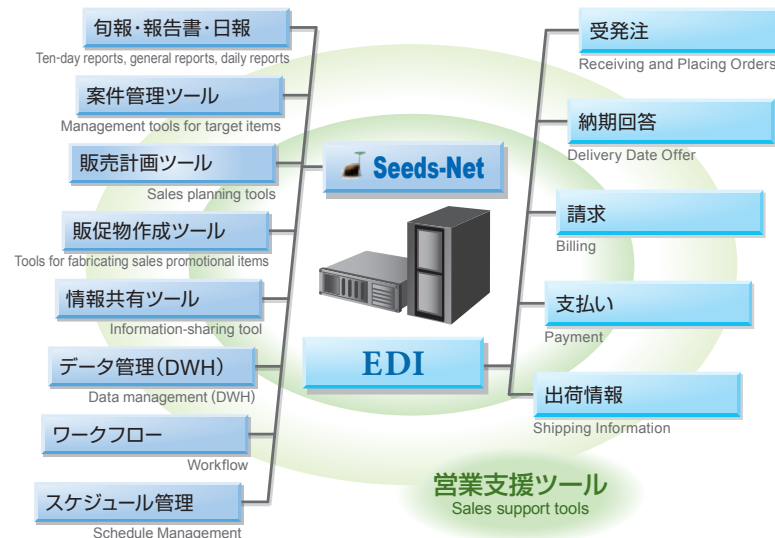 旬報・報告書・日報
Ten-day reports, general reports, daily reports
案件管理ツール
Management tools for target items
販売計画ツール
Sales planning tools
販促物作成ツール
Tools for fabricating sales promotional items
情報共有ツール
Information-sharing tool
データ管理(DWH)
Data management (DWH)
ワークフロー
Workflow
スケジュール管理
Schedule Management
Seeds-Net
EDI
受発注
Receiving and Placing Orders
納期回答
Delivery Date Offer
請求
Billing
支払い
Payment
出荷情報
Shipping Information
営業支援ツール
Sales support tools